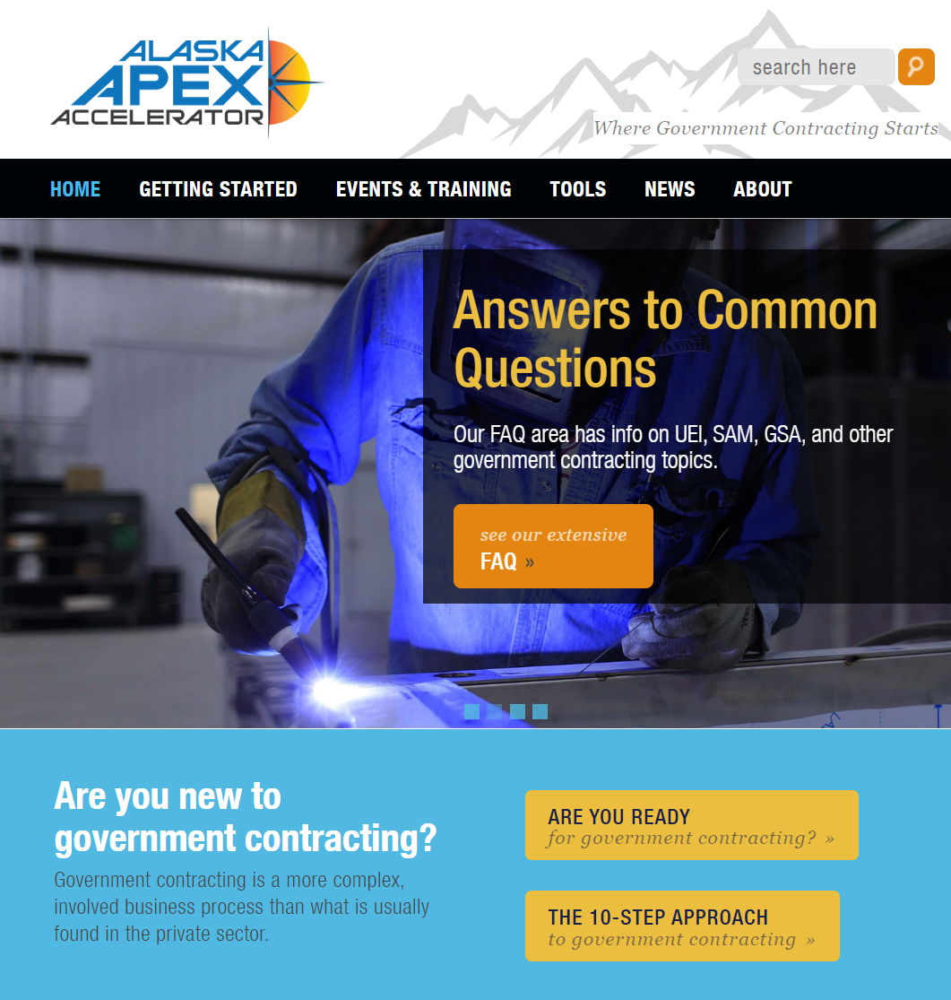 ALASKA
APEX
ACCELERATOR
search here
Where Government Contracting Starts
HOME GETTING STARTED EVENTS & TRAINING TOOLS NEWS ABOUT
Answers to Common
Questions
Our FAQ area has info on UEI, SAM, GSA, and other
government contracting topics.
see our extensive
FAQ »
Are you new to
government contracting?
Government contracting is a more complex,
involved business process than what is usually
found in the private sector.
ARE YOU READY
for government contracting? »
THE 10-STEP APPROACH
to government contracting »